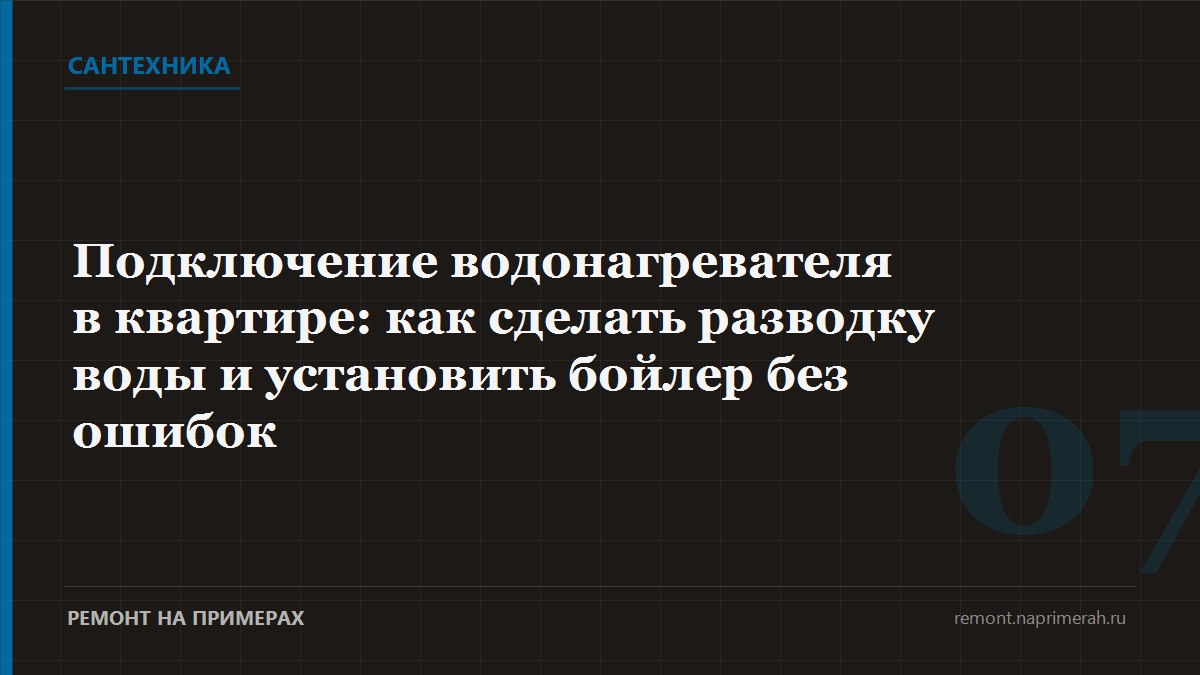 САНТЕХНИКА
Подключение водонагревателя
в квартире: как сделать разводку
воды и установить бойлер без
ошибок
07
РЕМОНТ НА ПРИМЕРАХ
remont.naprimerah.ru